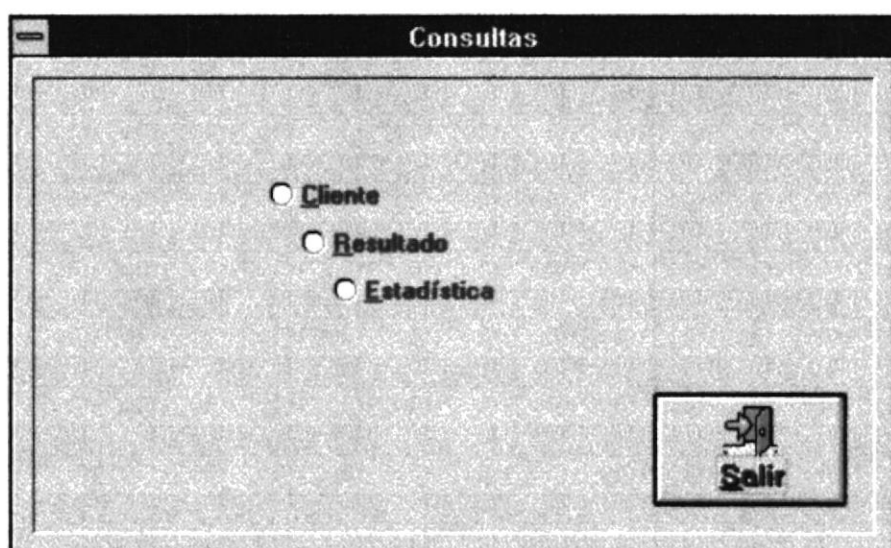 Consultas
Cliente
Resultado
Estadística
Salir